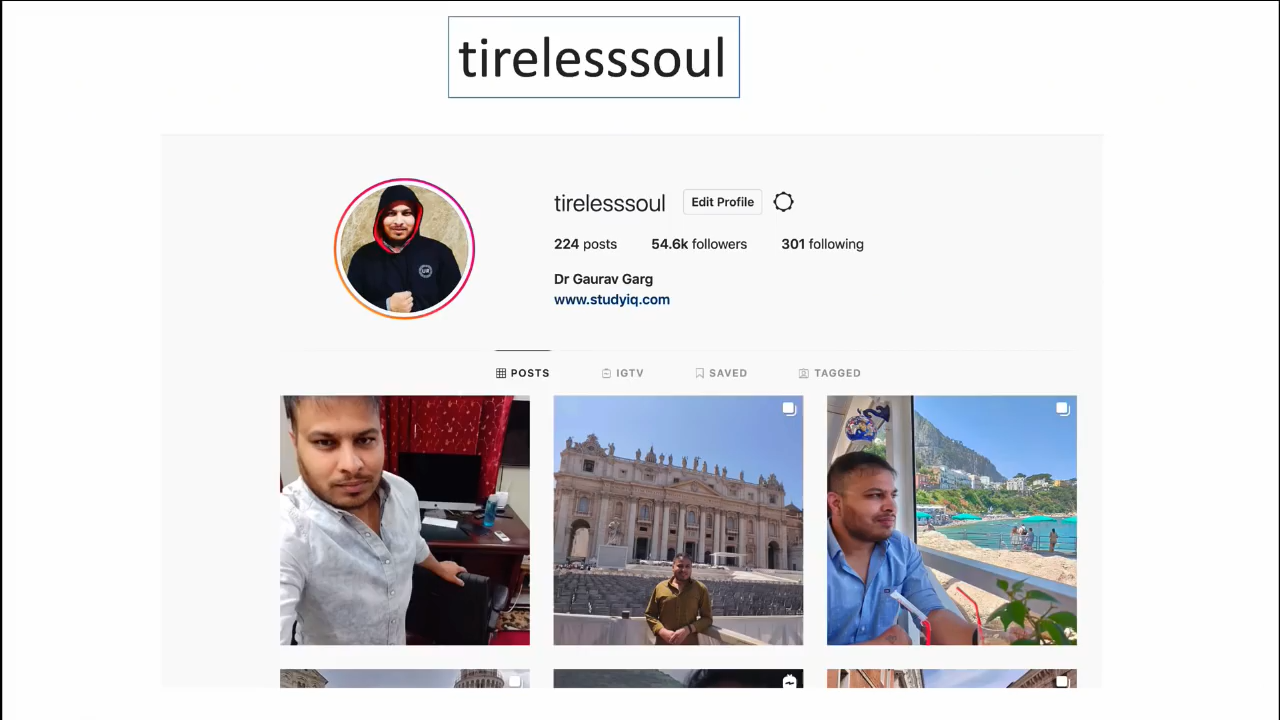 tirelesssoul
tirelesssoul Edit Profile
224 posts 54.6k followers 301 following
Dr Gaurav Garg
www.studyiq.com
POSTS IGTV SAVED TAGGED